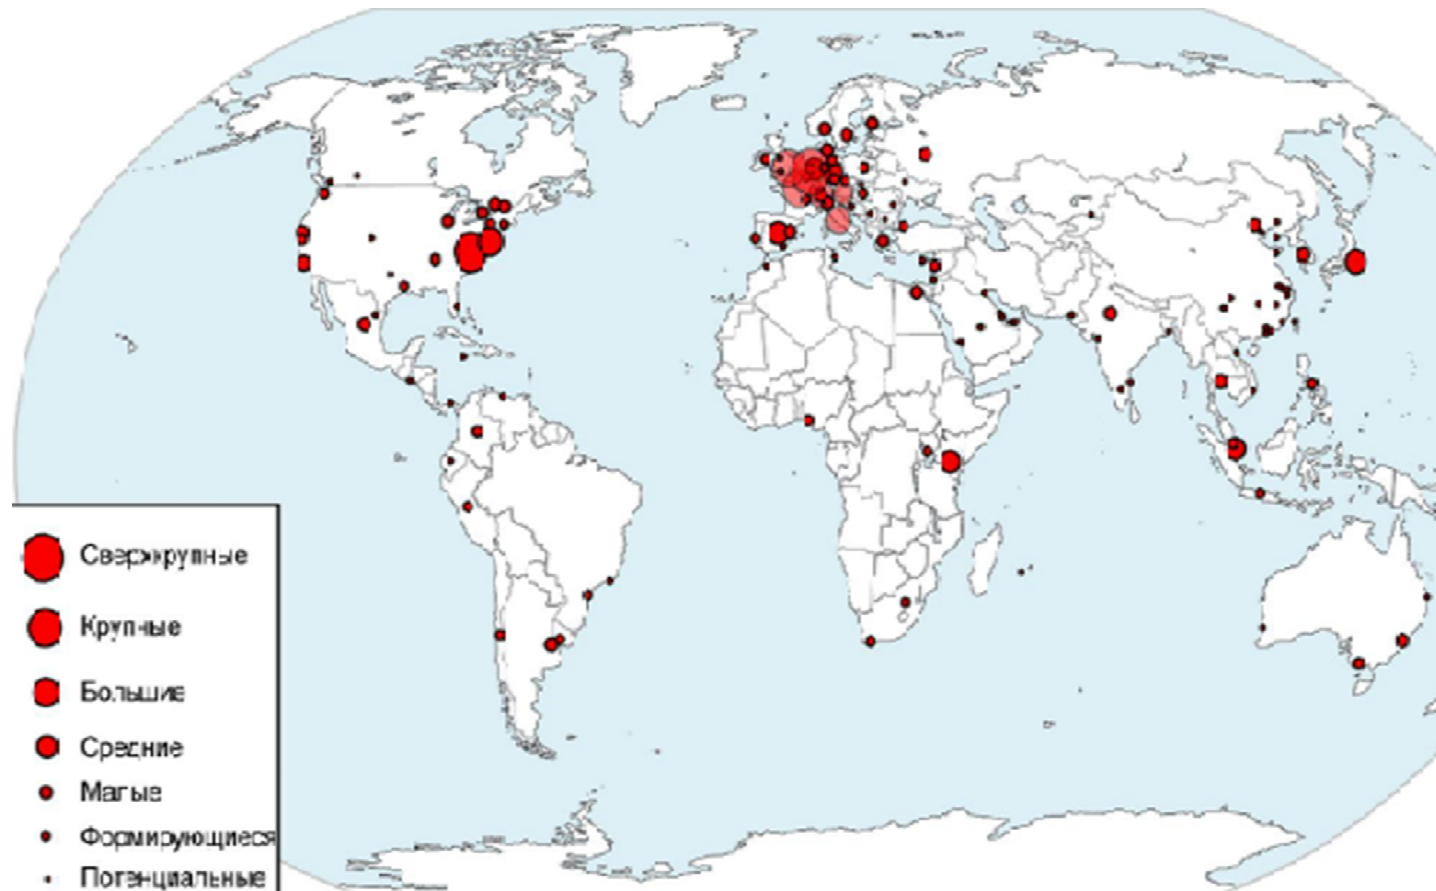 Сверхкрупные
Крупные
Большие
Средние
Малые
Формирующиеся
Потенциальные